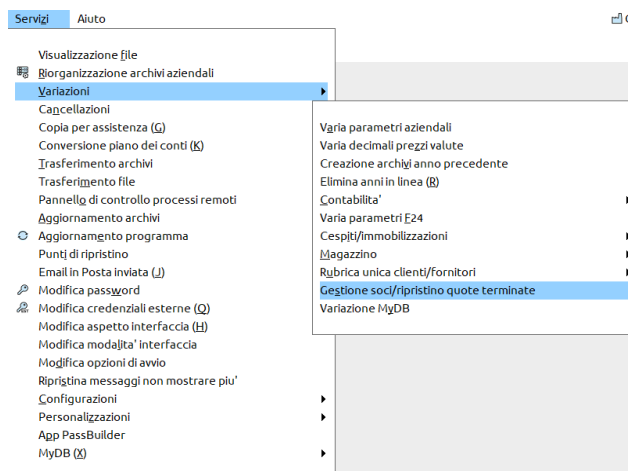 Servizi Aiuto
Visualizzazione file
Riorganizzazione archivi aziendali
Variazioni
Cancellazioni
Copia per assistenza (G)
Conversione piano dei conti (K)
Trasferimento archivi
Trasferimento file
Pannello di controllo processi remoti
Aggiornamento archivi
Aggiornamento programma
Punti di ripristino
Email in Posta inviata (J)
Modifica password
Modifica credenziali esterne (Q)
Modifica aspetto interfaccia (H)
Modifica modalita' interfaccia
Modifica opzioni di avvio
Ripristina messaggi non mostrare piu'
Configurazioni
Personalizzazioni
App PassBuilder
MyDB (X)
Varia parametri aziendali
Varia decimali prezzi valute
Creazione archivi anno precedente
Elimina anni in linea (R)
Contabilita'
Varia parametri F24
Cespiti/immobilizzazioni
Magazzino
Rubrica unica clienti/fornitori
Gestione soci/ripristino quote terminate
Variazione MyDB